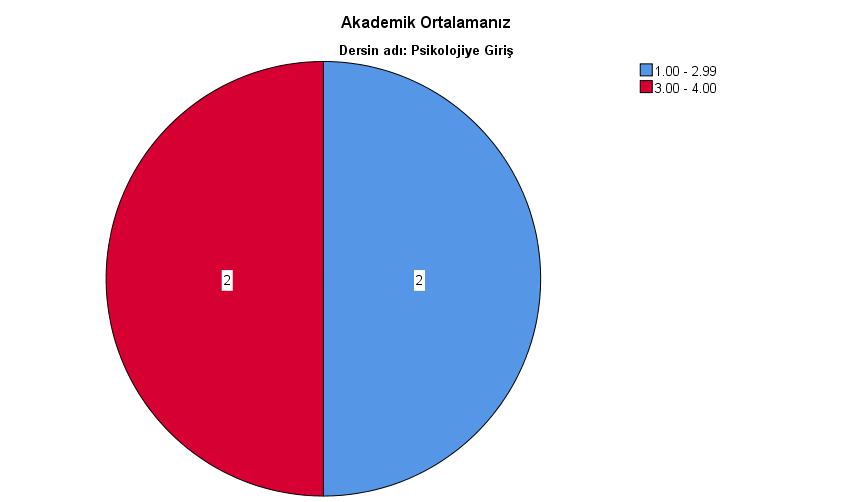 Akademik Ortalamanız
Dersin adı: Psikolojiye Giriş
1.00 - 2.99
3.00 - 4.00
2
2